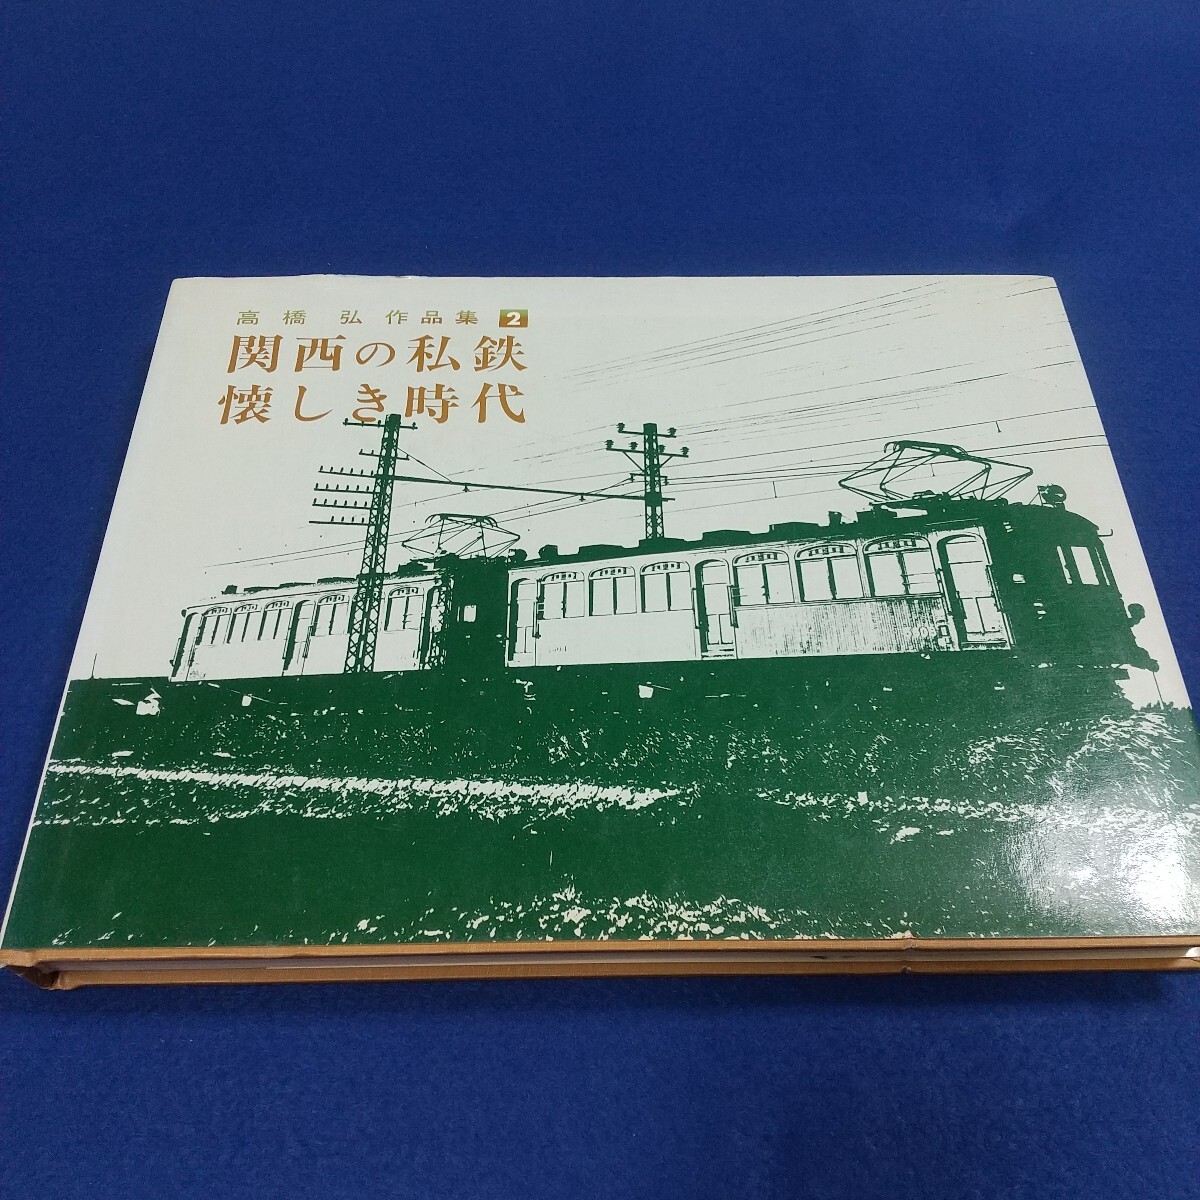 高橋 弘 作品集 2
関西の私鉄
懐しき時代